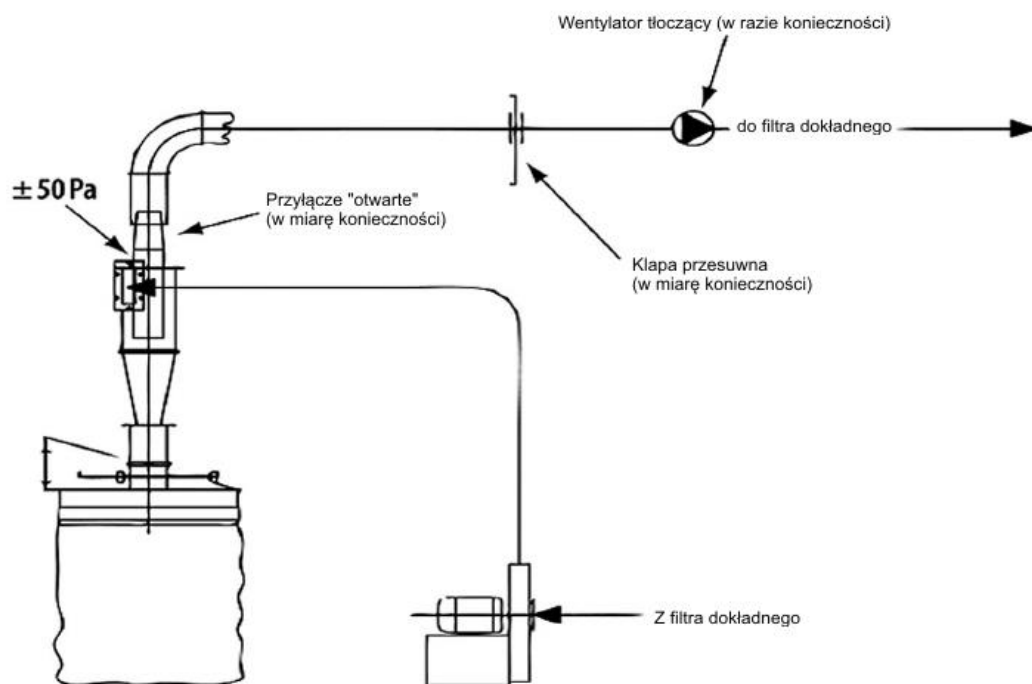 Wentylator tłoczący (w razie konieczności)
do filtra dokładnego
± 50 Pa
Przyłącze "otwarte"
(w miarę konieczności)
Klapa przesuwna
(w miarę konieczności)
Z filtra dokładnego